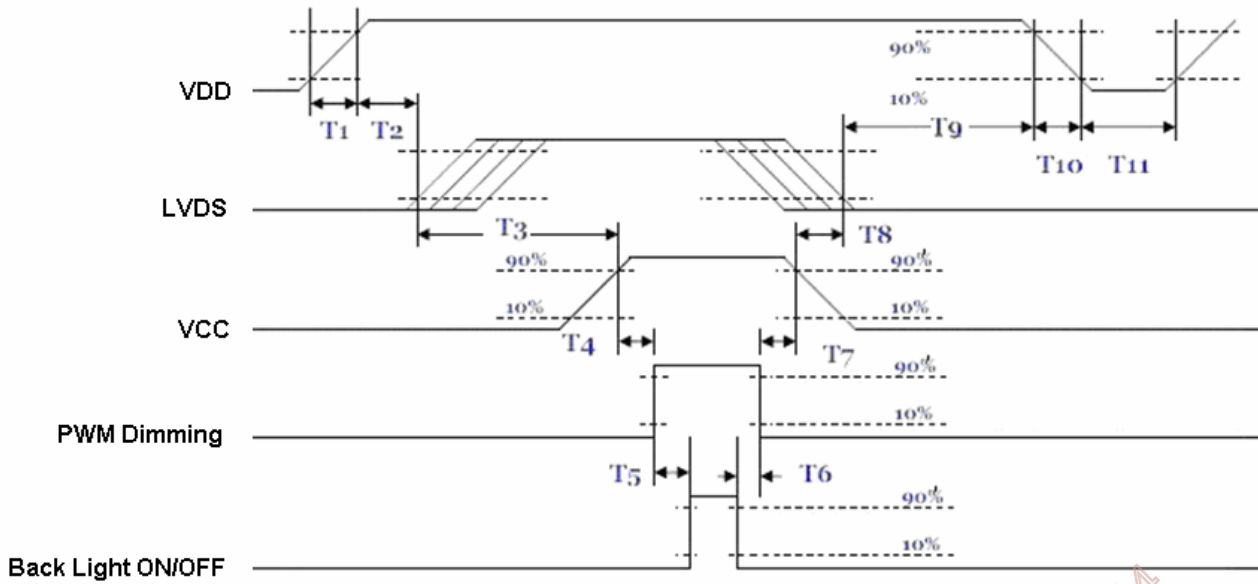 90%
VDD
10%
T1 T2 T9
T10 T11
LVDS
T3 T8
90% 90%
10% 10%
VCC
T4 T7
90%
10%
PWM Dimming
T5 T6
90%
10%
Back Light ON/OFF